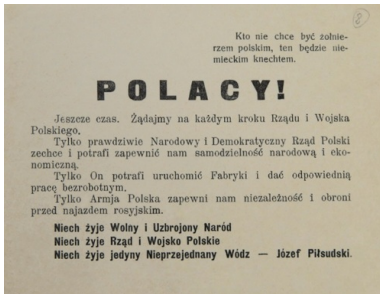 8
Kto nie chce być żołnie-
rzem polskim, ten będzie nie-
mieckim knechtem.
POLACY!
Jeszcze czas. Żądajmy na każdym kroku Rządu i Wojska
Polskiego.
Tylko prawdziwie Narodowy i Demokratyczny Rząd Polski
zechce i potrafi zapewnić nam samodzielność narodową i eko-
nomiczną.
Tylko On potrafi uruchomić Fabryki i dać odpowiednią
pracę bezrobotnym.
Tylko Armja Polska zapewni nam niezależność i obroni
przed najazdem rosyjskim.
Niech żyje Wolny i Uzbrojony Naród
Niech żyje Rząd i Wojsko Polskie
Niech żyje jedyny Nieprzejednany Wódz — Józef Piłsudski.